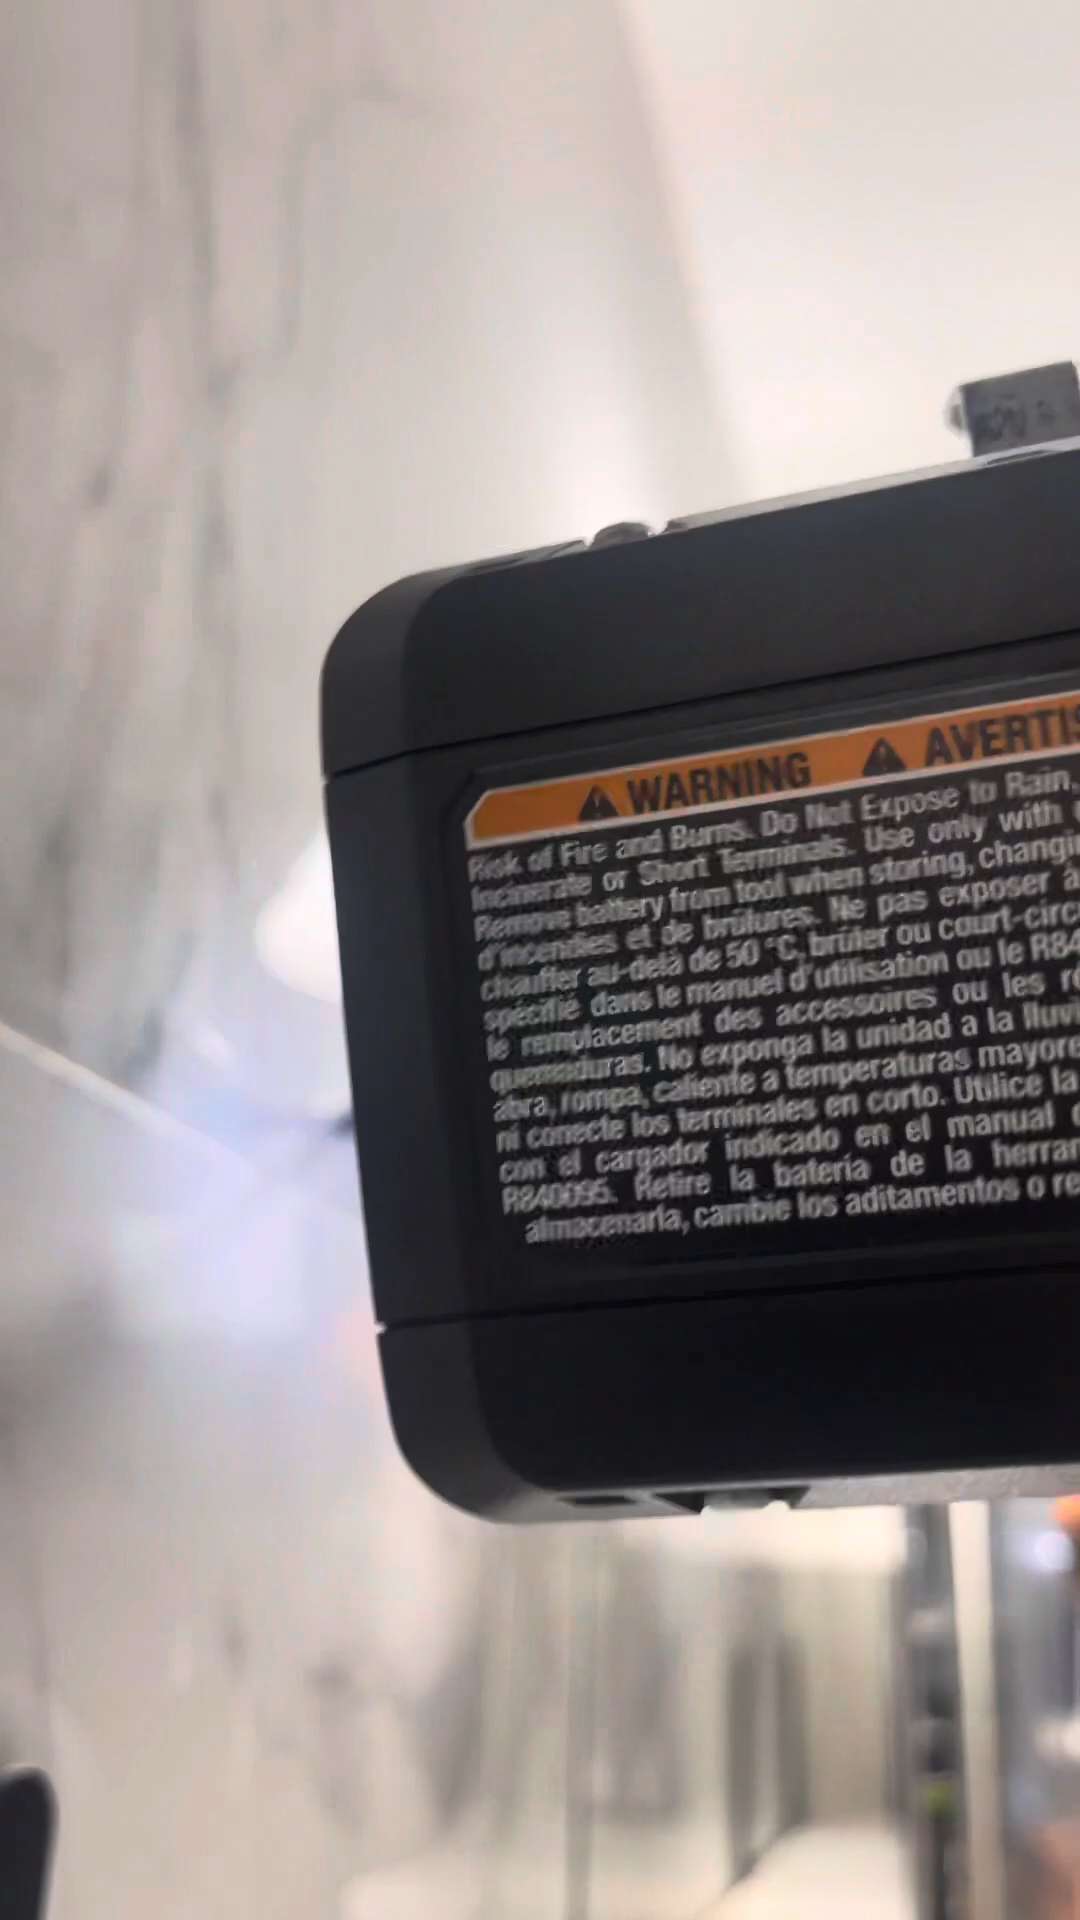 WARNING AVERTIS
Risk of Fire and Burns. Do Not Expose to Rain,
Incinerate or Short Terminals. Use only with
Remove battery from tool when storing, changi
d'incendies et de brûlures. Ne pas exposer à
chauffer au-delà de 50 °C, brûler ou court-circ
spécifié dans le manuel d'utilisation ou le R84
le remplacement des accessoires ou les r
quemaduras. No exponga la unidad a la lluvi
abra, rompa, caliente a temperaturas mayore
ni conecte los terminales en corto. Utilice la
con el cargador indicado en el manual
R840095. Retire la batería de la herra
almacenarla, cambie los aditamentos o re